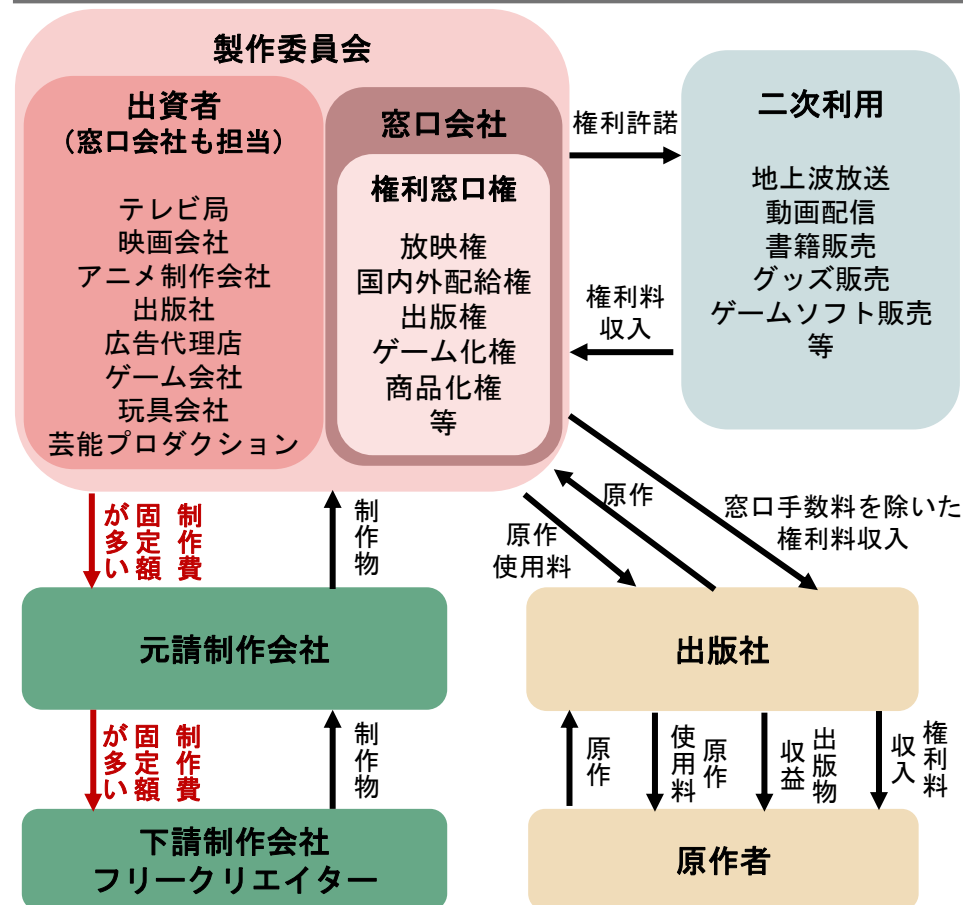 製作委員会
出資者
（窓口会社も担当）
テレビ局
映画会社
アニメ制作会社
出版社
広告代理店
ゲーム会社
玩具会社
芸能プロダクション
窓口会社
権利窓口権
放映権
国内外配給権
出版権
ゲーム化権
商品化権
等
権利許諾
権利料
収入
二次利用
地上波放送
動画配信
書籍販売
グッズ販売
ゲームソフト販売
等
制作費
固定額
が多い
制作物
原作
使用料
原作
窓口手数料を除いた
権利料収入
元請制作会社
出版社
制作費
固定額
が多い
制作物
原作
原作
使用料
出版物
収益
権利料
収入
下請制作会社
フリークリエイター
原作者